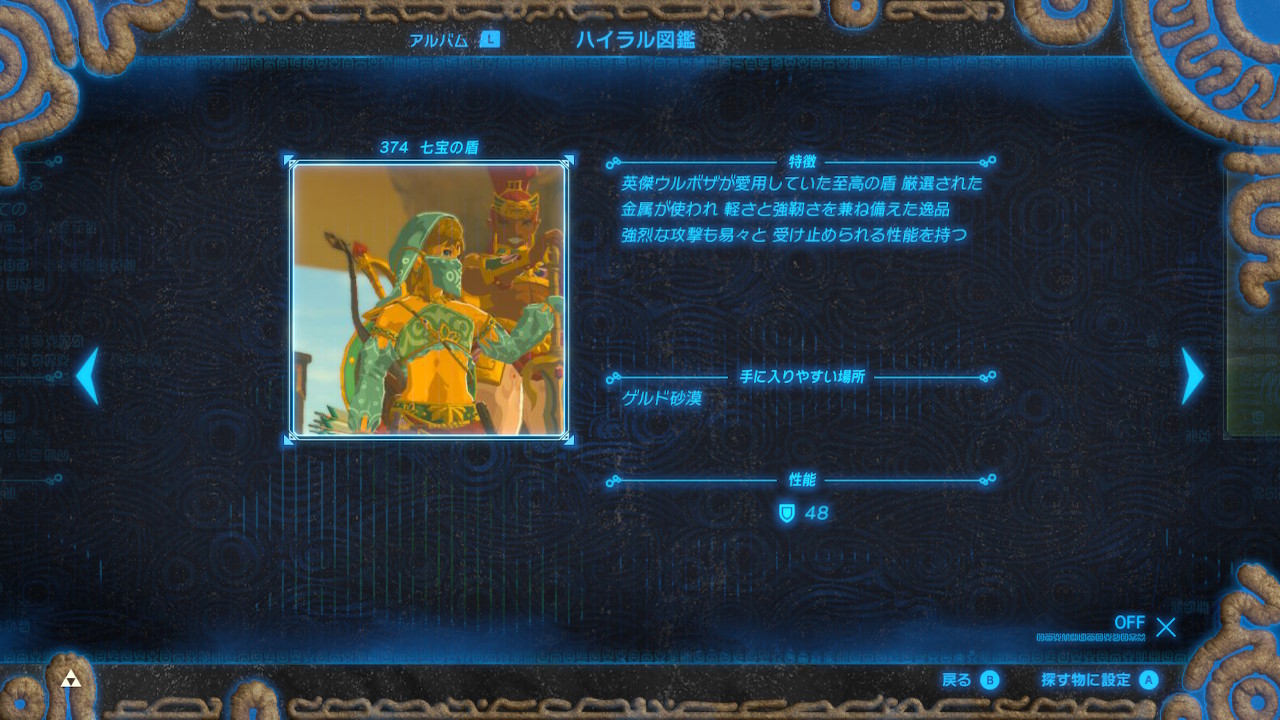 アルバム L
ハイラル図鑑
374 七宝の盾
特徴
英傑ウルボザが愛用していた至高の盾 厳選された
金属が使われ 軽さと強靭さを兼ね備えた逸品
強烈な攻撃も易々と 受け止められる性能を持つ
手に入りやすい場所
ゲルド砂漠
性能
48
OFF
戻る B
探す物に設定 A